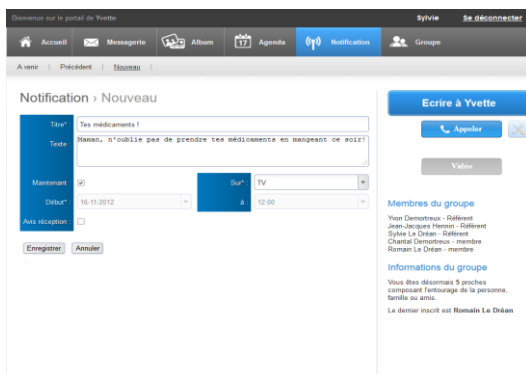 Bienvenue sur le portail de Yvette
Sylvie Se déconnecter
Accueil Messagerie Album 17 Agenda Notification Groupe
A venir | Précédent | Nouveau |
Notification › Nouveau
Titre* : Tes médicaments !
Texte : Maman, n'oublie pas de prendre tes médicaments en mangeant ce soir!
Maintenant : Sur* : TV
Début* : 16-11-2012 à : 12:00
Avis réception :
Enregistrer Annuler
Ecrire à Yvette
Appeler
Vidéo
Membres du groupe
Yvon Demortreux - Référent
Jean-Jacques Hennin - Référent
Sylvie Le Dréan - Référent
Chantal Demortreux - membre
Romain Le Dréan - membre
Informations du groupe
Vous êtes désormais 5 proches
composant l'entourage de la personne,
famille ou amis.
Le dernier inscrit est Romain Le Dréan